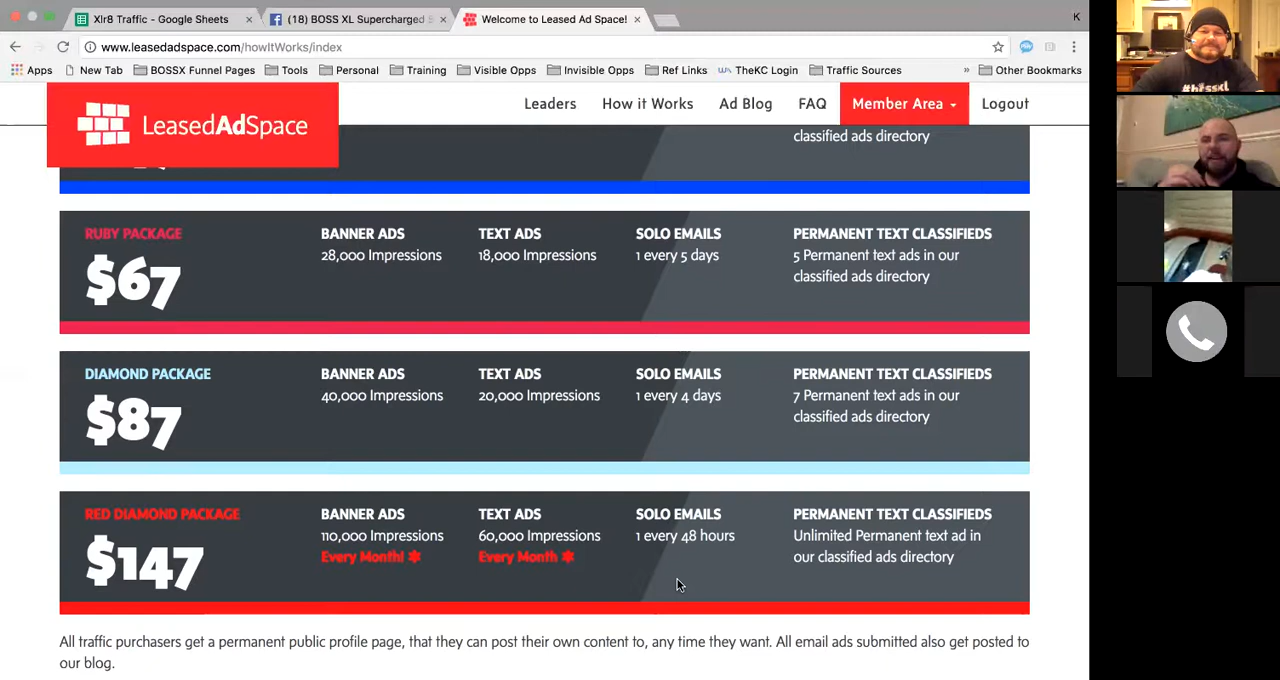 Xlr8 Traffic - Google Sheets
(18) BOSS XL Supercharged S
Welcome to Leased Ad Space!
K
www.leasedadspace.com/howItWorks/index
Apps
New Tab
BOSSX Funnel Pages
Tools
Personal
Training
Visible Opps
Invisible Opps
Ref Links
TheKC Login
Traffic Sources
»
Other Bookmarks
LeasedAdSpace
Leaders
How it Works
Ad Blog
FAQ
Member Area
Logout
classified ads directory
RUBY PACKAGE
$67
BANNER ADS
28,000 Impressions
TEXT ADS
18,000 Impressions
SOLO EMAILS
1 every 5 days
PERMANENT TEXT CLASSIFIEDS
5 Permanent text ads in our
classified ads directory
DIAMOND PACKAGE
$87
BANNER ADS
40,000 Impressions
TEXT ADS
20,000 Impressions
SOLO EMAILS
1 every 4 days
PERMANENT TEXT CLASSIFIEDS
7 Permanent text ads in our
classified ads directory
RED DIAMOND PACKAGE
$147
BANNER ADS
110,000 Impressions
Every Month! *
TEXT ADS
60,000 Impressions
Every Month *
SOLO EMAILS
1 every 48 hours
PERMANENT TEXT CLASSIFIEDS
Unlimited Permanent text ad in
our classified ads directory
All traffic purchasers get a permanent public profile page, that they can post their own content to, any time they want. All email ads submitted also get posted to
our blog.